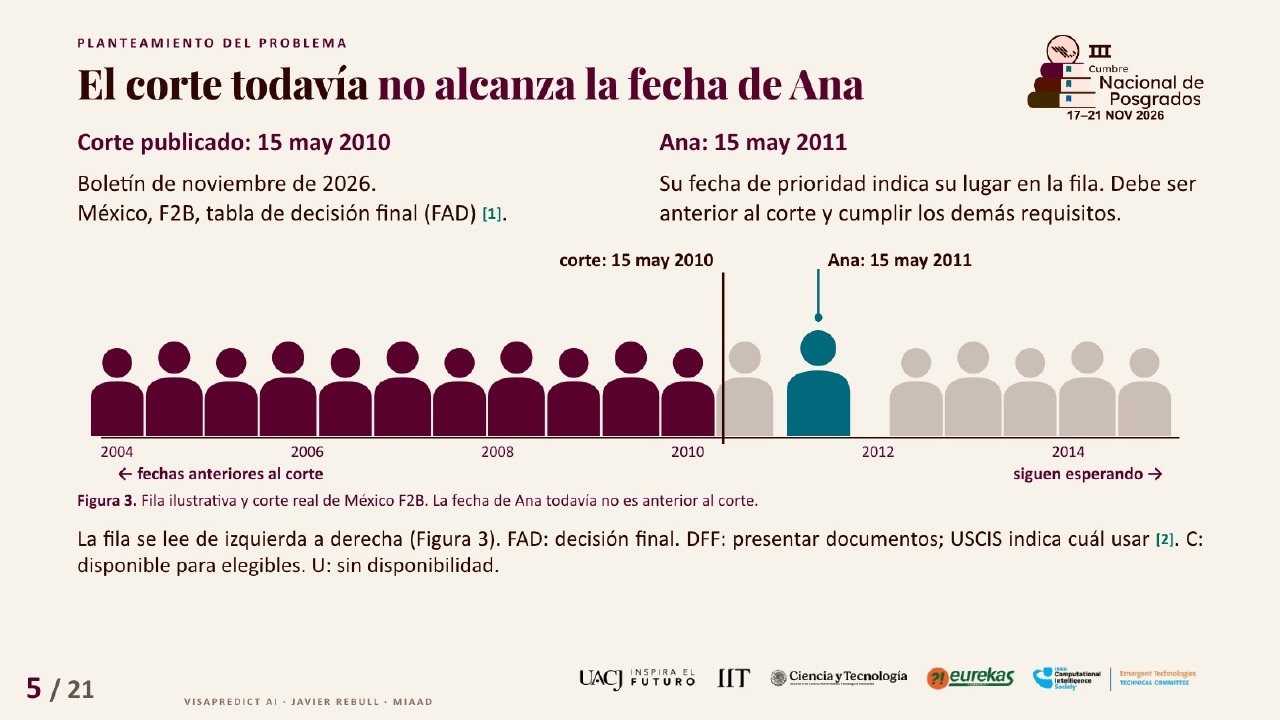 PLANTEAMIENTO DEL PROBLEMA
El corte todavía no alcanza la fecha de Ana
III
Cumbre
Nacional de
Posgrados
17–21 NOV 2026
Corte publicado: 15 may 2010
Boletín de noviembre de 2026.
México, F2B, tabla de decisión final (FAD) [1].
Ana: 15 may 2011
Su fecha de prioridad indica su lugar en la fila. Debe ser
anterior al corte y cumplir los demás requisitos.
corte: 15 may 2010
Ana: 15 may 2011
2004 2006 2008 2010 2012 2014
← fechas anteriores al corte
siguen esperando →
Figura 3. Fila ilustrativa y corte real de México F2B. La fecha de Ana todavía no es anterior al corte.
La fila se lee de izquierda a derecha (Figura 3). FAD: decisión final. DFF: presentar documentos; USCIS indica cuál usar [2]. C:
disponible para elegibles. U: sin disponibilidad.
5 / 21
VISAPREDICT AI · JAVIER REBULL · MIAAD
UACJ INSPIRA EL
FUTURO
IIT
Ciencia y Tecnología
?! eurekas
Computational
Intelligence
Society
Emergent Technologies
TECHNICAL COMMITTEE